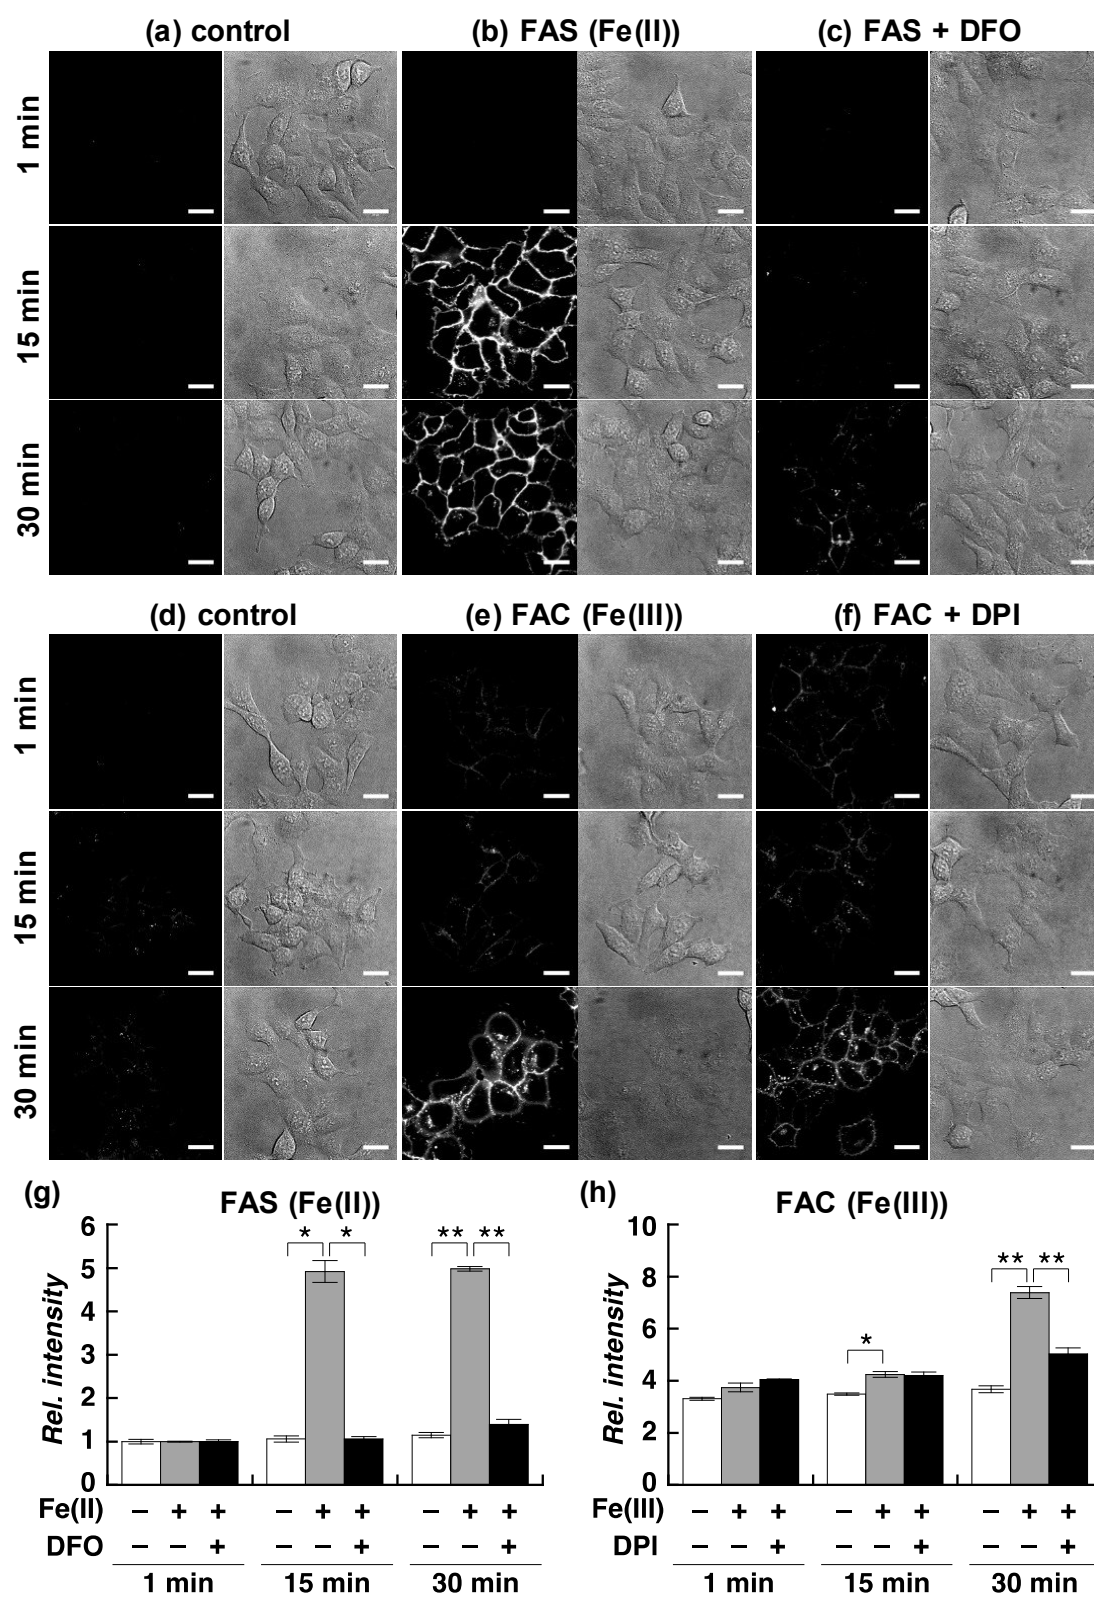 (a) control (b) FAS (Fe(II)) (c) FAS + DFO
1 min
15 min
30 min
(d) control (e) FAC (Fe(III)) (f) FAC + DPI
1 min
15 min
30 min
(g) FAS (Fe(II))
6
5
4
3
2
1
0
Rel. intensity
* * ** **
Fe(II) − + + − + + − + +
DFO − − + − − + − − +
1 min 15 min 30 min
(h) FAC (Fe(III))
10
8
6
4
2
0
Rel. intensity
* ** **
Fe(III) − + + − + + − + +
DPI − − + − − + − − +
1 min 15 min 30 min